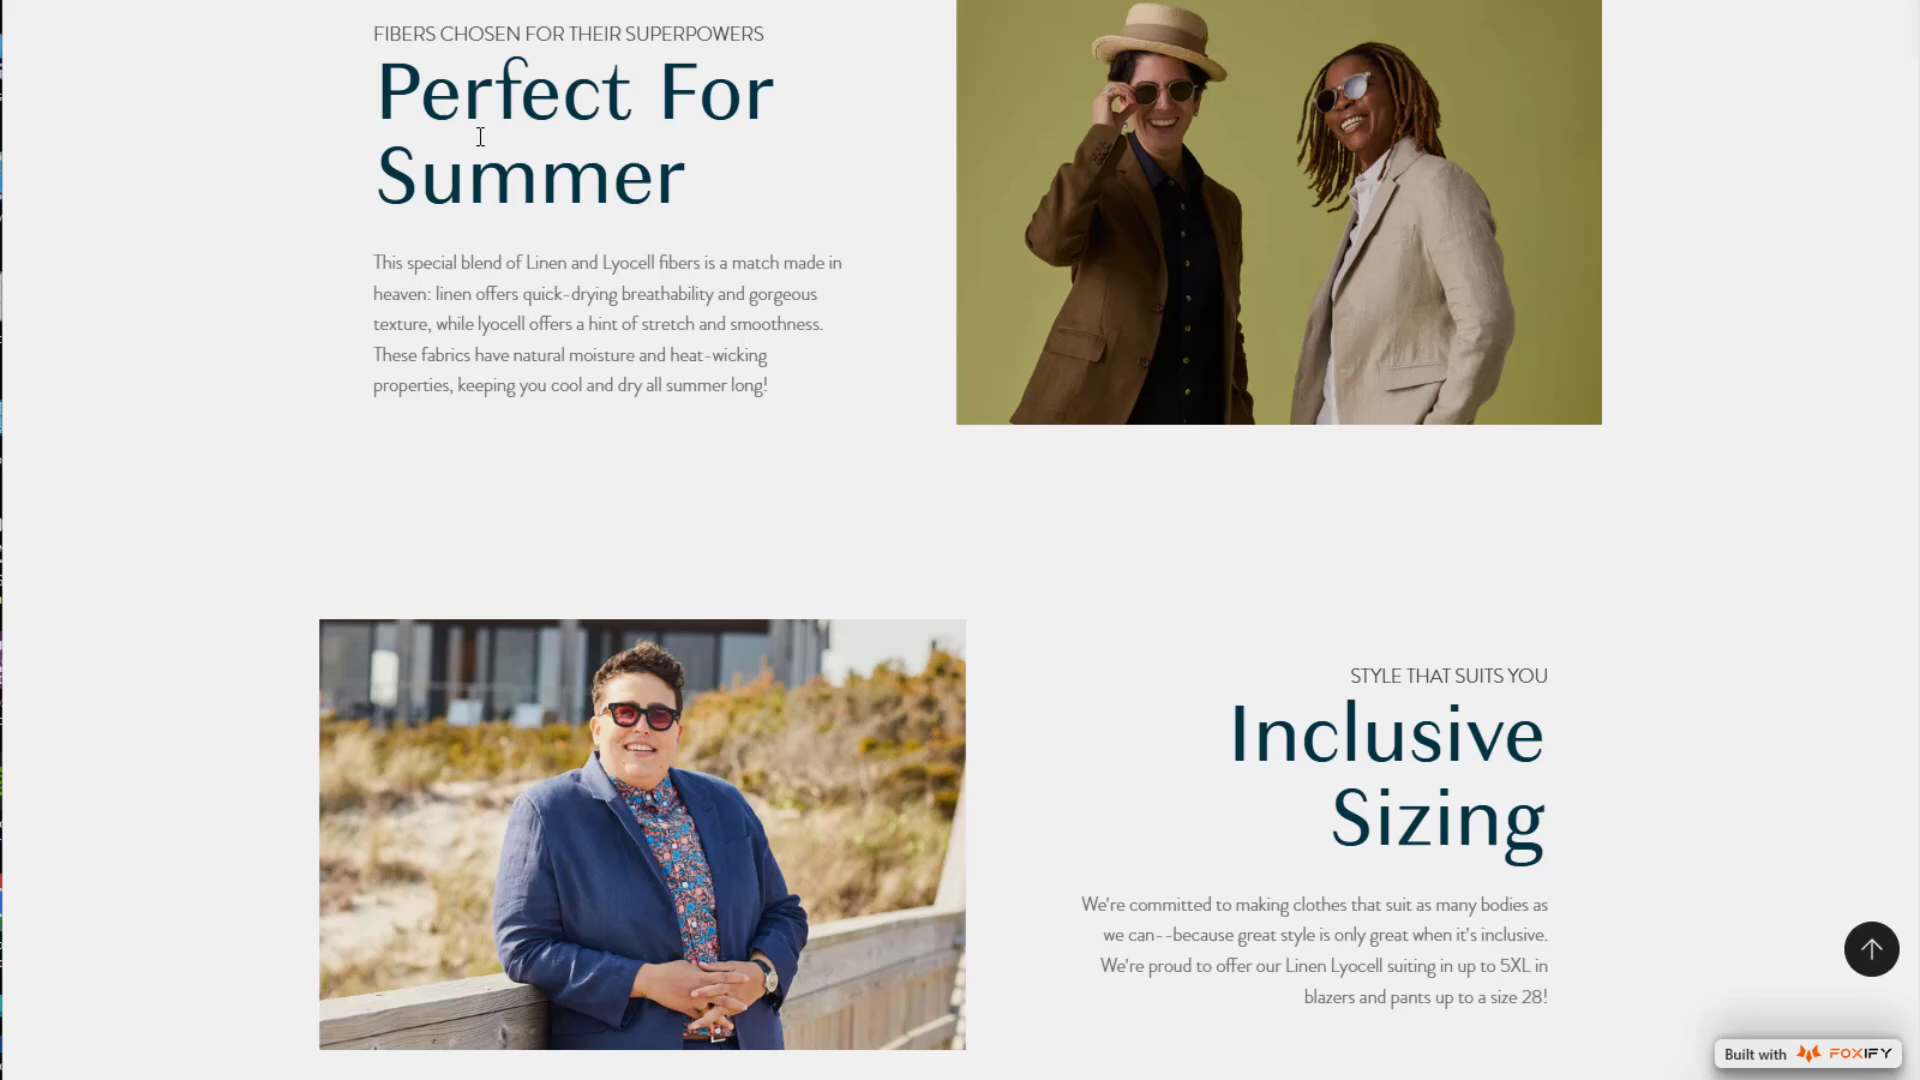 FIBERS CHOSEN FOR THEIR SUPERPOWERS
Perfect For
Summer
This special blend of Linen and Lyocell fibers is a match made in
heaven: linen offers quick-drying breathability and gorgeous
texture, while lyocell offers a hint of stretch and smoothness.
These fabrics have natural moisture and heat-wicking
properties, keeping you cool and dry all summer long!
STYLE THAT SUITS YOU
Inclusive
Sizing
We're committed to making clothes that suit as many bodies as
we can--because great style is only great when it's inclusive.
We're proud to offer our Linen Lyocell suiting in up to 5XL in
blazers and pants up to a size 28!
Built with FOXIFY